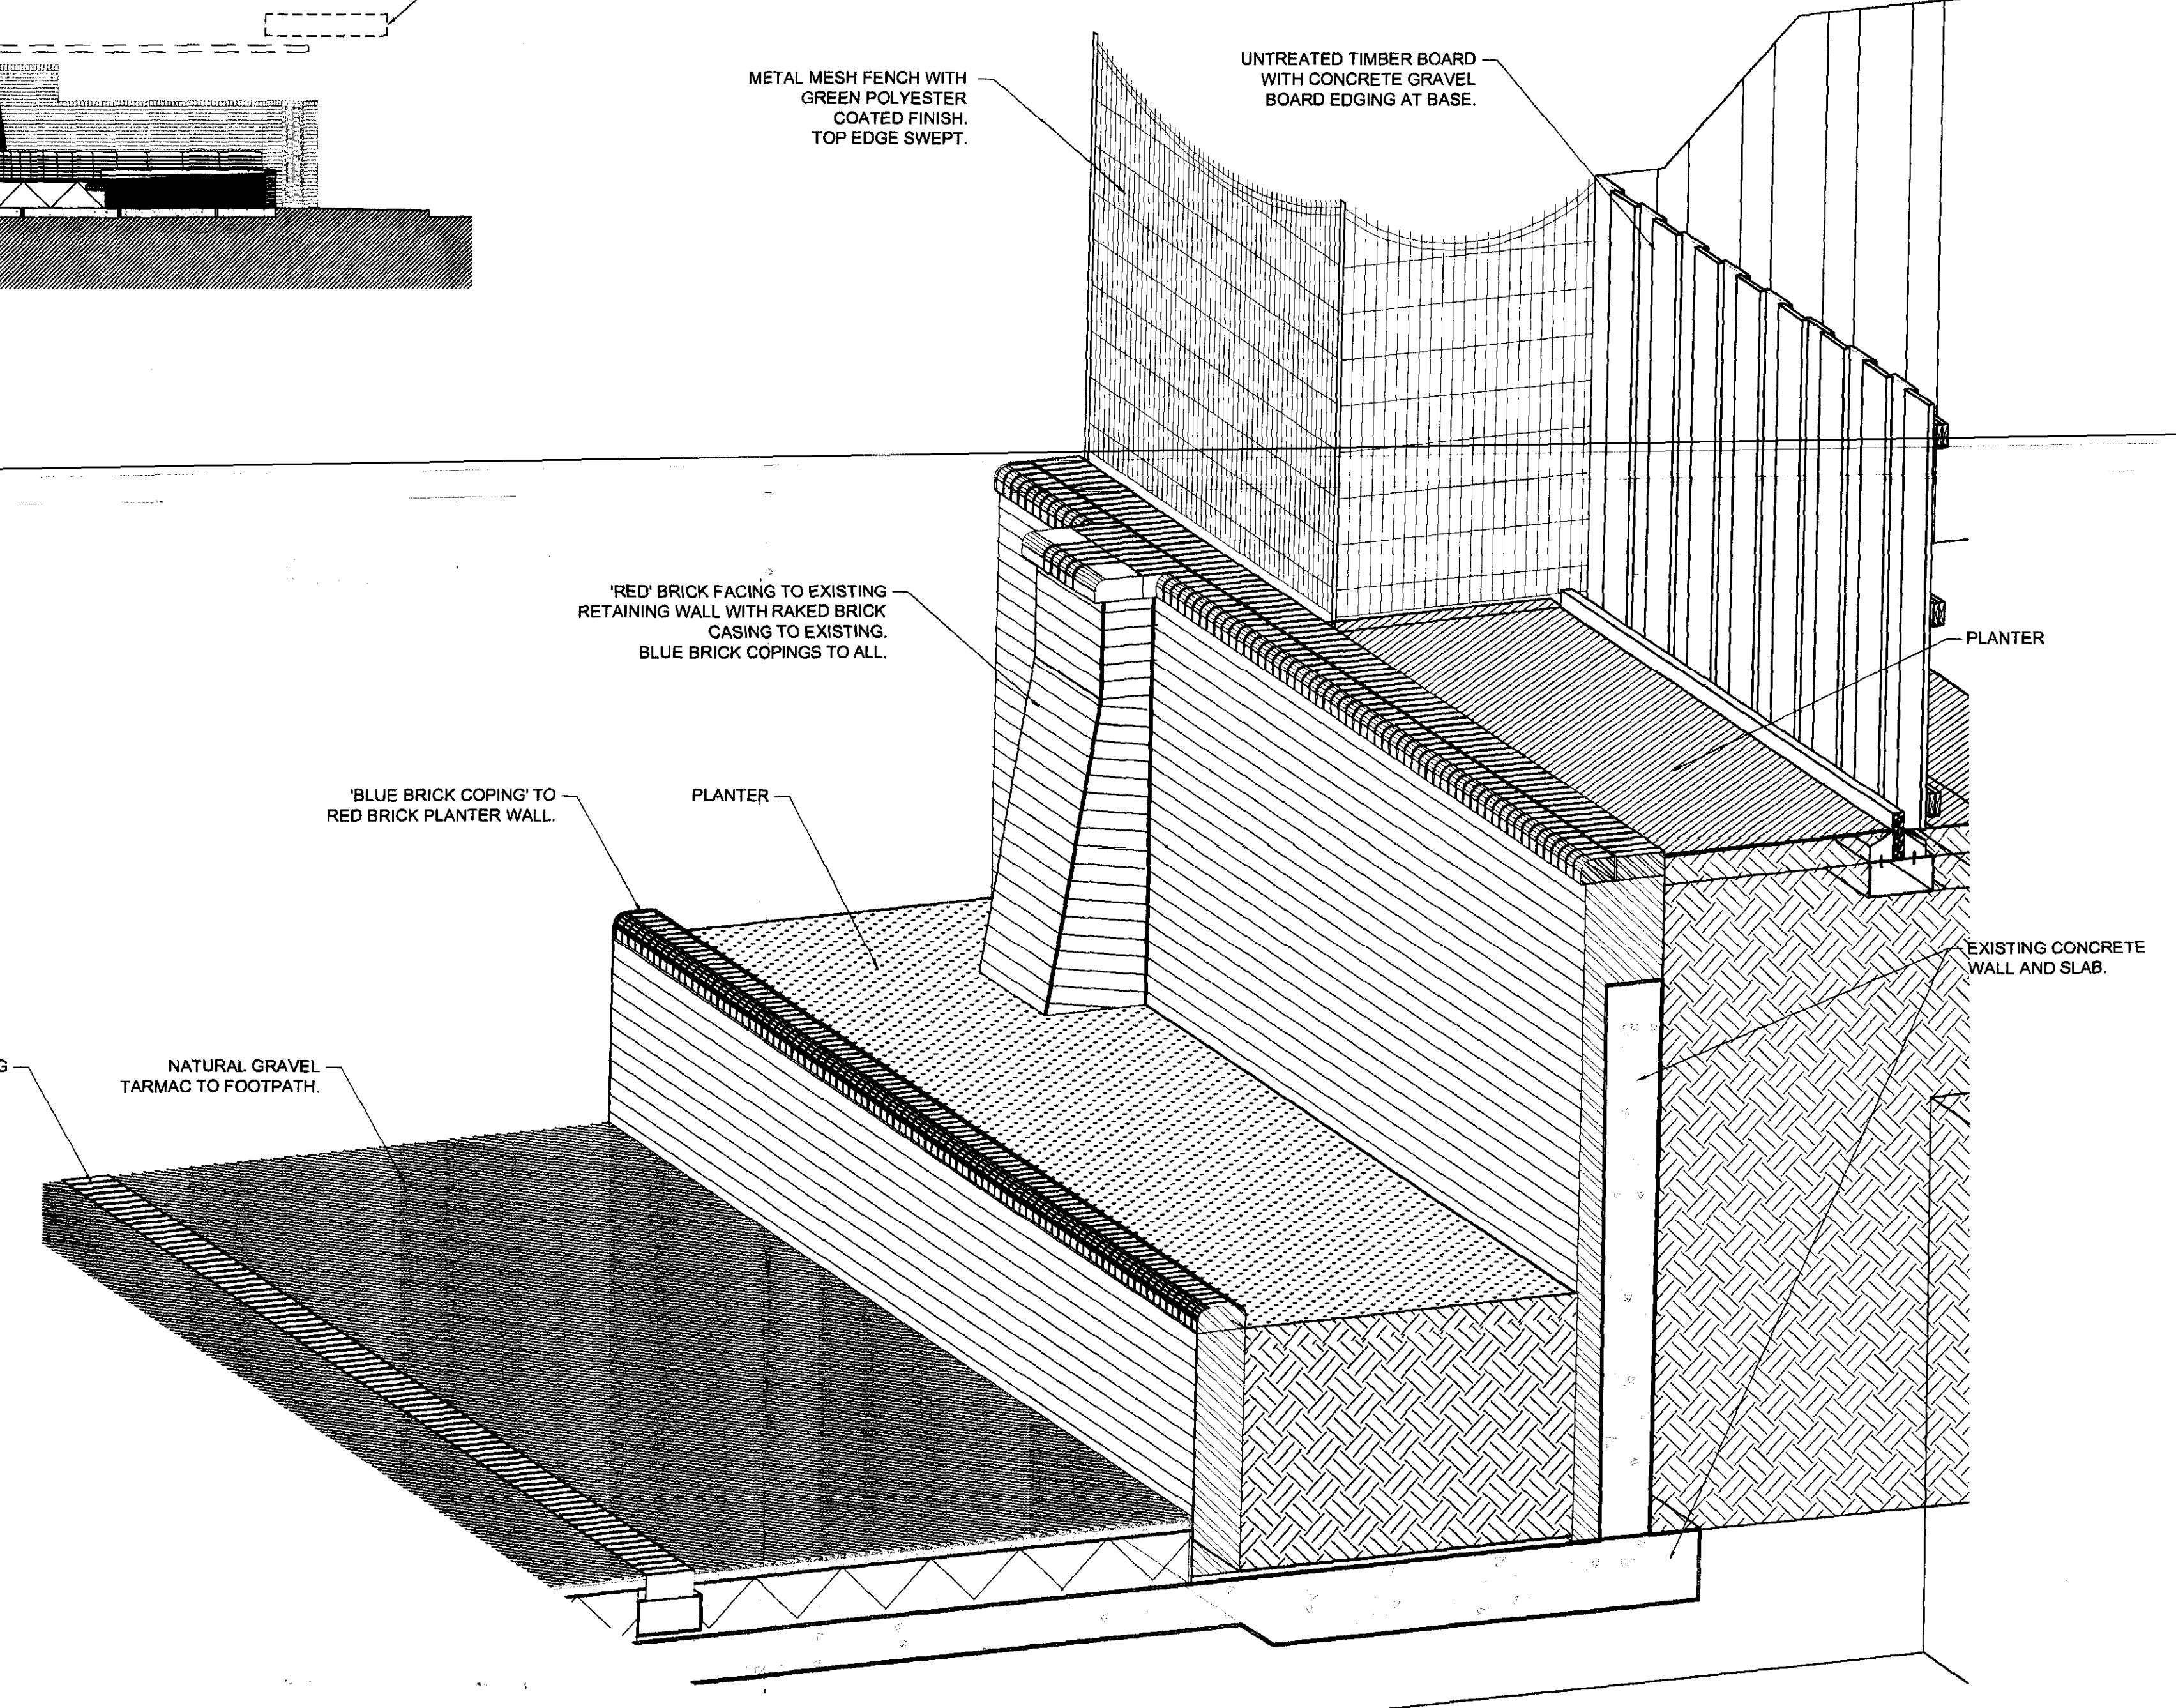 METAL MESH FENCH WITH
GREEN POLYESTER
COATED FINISH.
TOP EDGE SWEPT.
UNTREATED TIMBER BOARD
WITH CONCRETE GRAVEL
BOARD EDGING AT BASE.
'RED' BRICK FACING TO EXISTING
RETAINING WALL WITH RAKED BRICK
CASING TO EXISTING.
BLUE BRICK COPINGS TO ALL.
PLANTER
'BLUE BRICK COPING' TO
RED BRICK PLANTER WALL.
PLANTER
EXISTING CONCRETE
WALL AND SLAB.
G
NATURAL GRAVEL
TARMAC TO FOOTPATH.